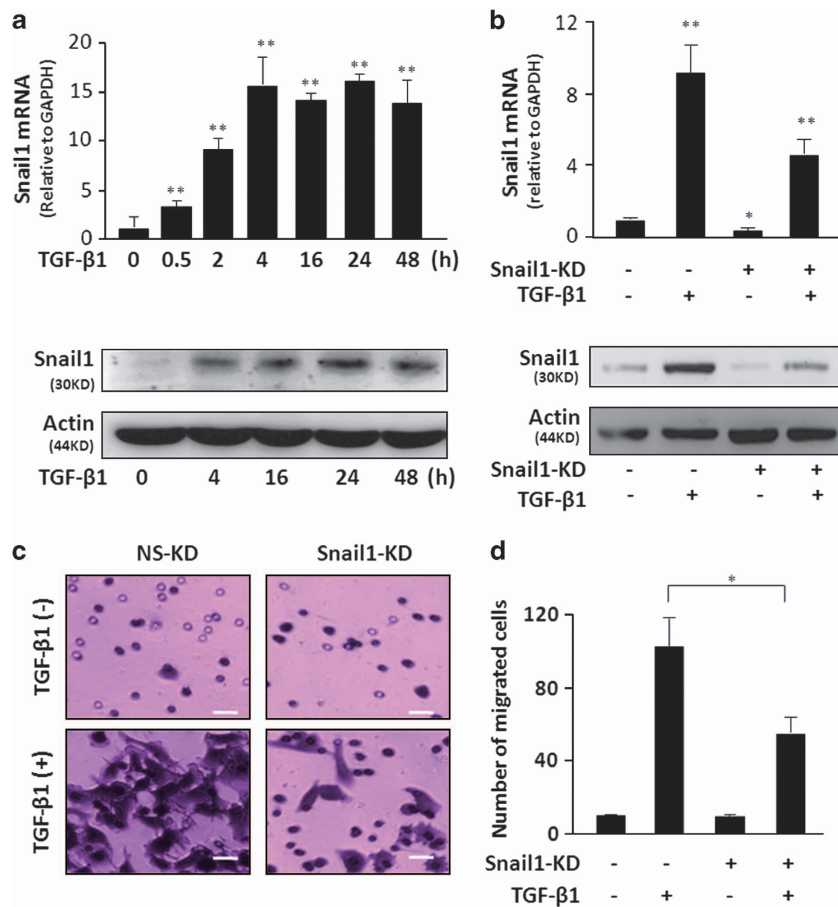 a
Snail1 mRNA
(Relative to GAPDH)
20
15
10
5
0
** ** ** ** ** **
TGF-β1 0 0.5 2 4 16 24 48 (h)
Snail1
(30KD)
Actin
(44KD)
TGF-β1 0 4 16 24 48 (h)
b
Snail1 mRNA
(relative to GAPDH)
12
8
4
0
** * **
Snail1-KD - - + +
TGF-β1 - + - +
Snail1
(30KD)
Actin
(44KD)
Snail1-KD - - + +
TGF-β1 - + - +
c
NS-KD Snail1-KD
TGF-β1 (-)
TGF-β1 (+)
d
Number of migrated cells
120
80
40
0
*
Snail1-KD - - + +
TGF-β1 - + - +